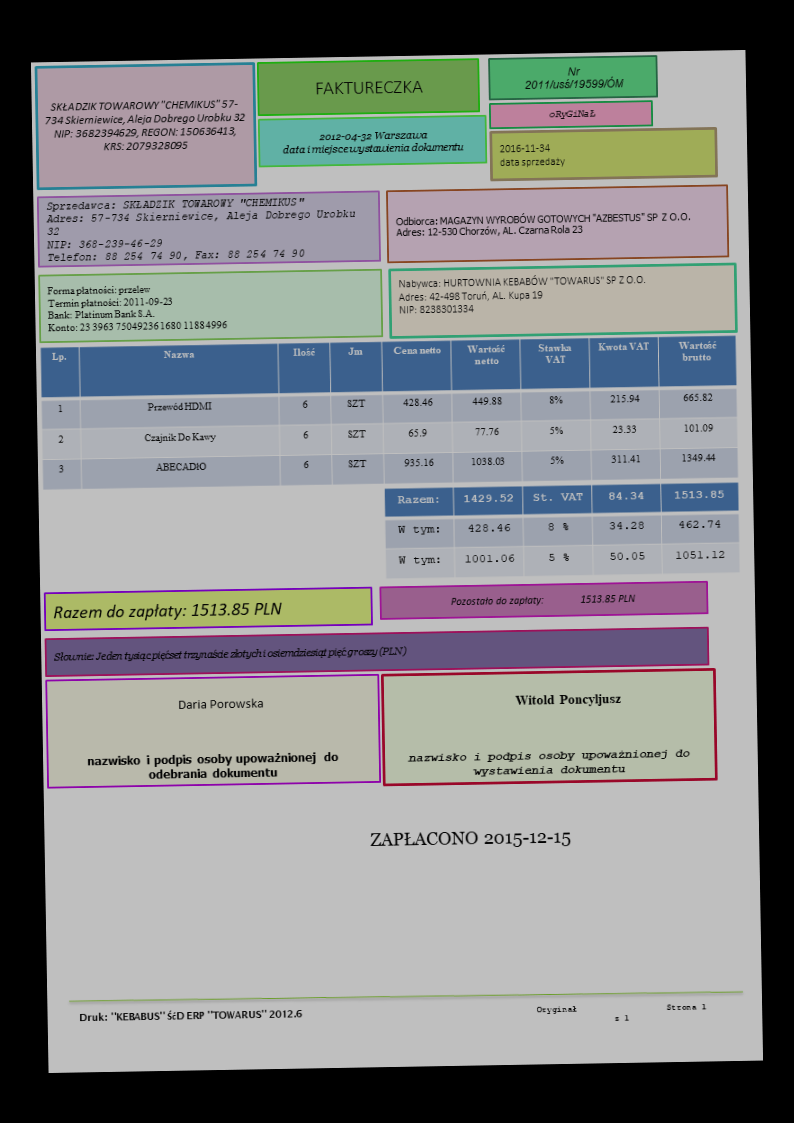 SKŁADZIK TOWAROWY "CHEMIKUS" 57-
734 Skierniewice, Aleja Dobrego Urobku 32
NIP: 3682394629, REGON: 150636413,
KRS: 2079328095
FAKTURECZKA
2012-04-32 Warszawa
data i miejsce wystawienia dokumentu
Nr
2011/usś/19599/ÓM
oRyGiNaŁ
2016-11-34
data sprzedaży
Sprzedavca: SKŁADZIK TOWAROWY "CHEMIKUS"
Adres: 57-734 Skierniewice, Aleja Dobrego Urobku
32
NIP: 368-239-46-29
Telefon: 88 254 74 90, Fax: 88 254 74 90
Odbiorca: MAGAZYN WYROBÓW GOTOWYCH "AZBESTUS" SP Z O.O.
Adres: 12-530 Chorzów, AL. Czarna Rola 23
Forma płatności: przelew
Termin płatności: 2011-09-23
Bank: Platinum Bank S.A.
Konto: 23 3963 7504 9236 1680 1188 4996
Nabywca: HURTOWNIA KEBABÓW "TOWARUS" SP Z O.O.
Adres: 42-498 Toruń, AL. Kupa 19
NIP: 8238301334
Lp. Nazwa Ilość Jm Cena netto Wartość netto Stawka VAT Kwota VAT Wartość brutto
1 Przewód HDMI 6 SZT 428.46 449.88 8% 215.94 665.82
2 Czajnik Do Kawy 6 SZT 65.9 77.76 5% 23.33 101.09
3 ABECADŁO 6 SZT 935.16 1038.03 5% 311.41 1349.44
Razem: 1429.52 St. VAT 84.34 1513.85
W tym: 428.46 8 % 34.28 462.74
W tym: 1001.06 5 % 50.05 1051.12
Razem do zapłaty: 1513.85 PLN
Pozostało do zapłaty: 1513.85 PLN
Słownie: Jeden tysiąc pięćset trzynaście złotych i osiemdziesiąt pięć groszy (PLN)
Daria Porowska
nazwisko i podpis osoby upoważnionej do
odebrania dokumentu
Witold Poncyljusz
nazwisko i podpis osoby upoważnionej do
wystawienia dokumentu
ZAPŁACONO 2015-12-15
Druk: "KEBABUS" ŚćD ERP "TOWARUS" 2012.6
Oryginał
Strona 1
z 1